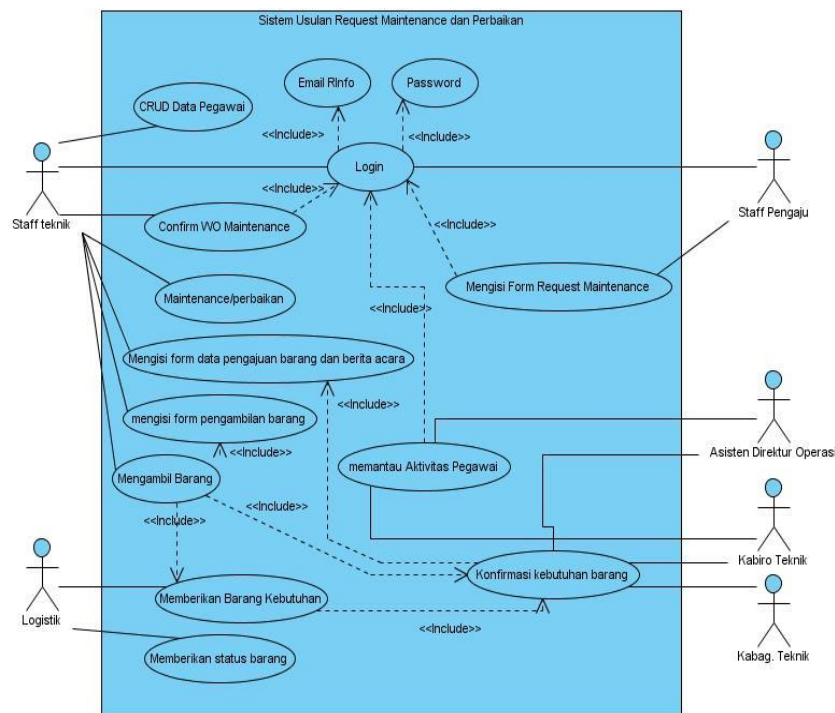 Sistem Usulan Request Maintenance dan Perbaikan
Email RInfo
Password
CRUD Data Pegawai
<<Include>>
<<Include>>
Login
<<Include>>
Staff teknik
Staff Pengaju
Confirm WO Maintenance
<<Include>>
Mengisi Form Request Maintenance
Maintenance/perbaikan
<<Include>>
Mengisi form data pengajuan barang dan berita acara
<<Include>>
mengisi form pengambilan barang
<<Include>>
Asisten Direktur Operasi
memantau Aktivitas Pegawai
Mengambil Barang
<<Include>>
<<Include>>
Kabiro Teknik
Konfirmasi kebutuhan barang
Memberikan Barang Kebutuhan
Logistik
<<Include>>
Kabag. Teknik
Memberikan status barang